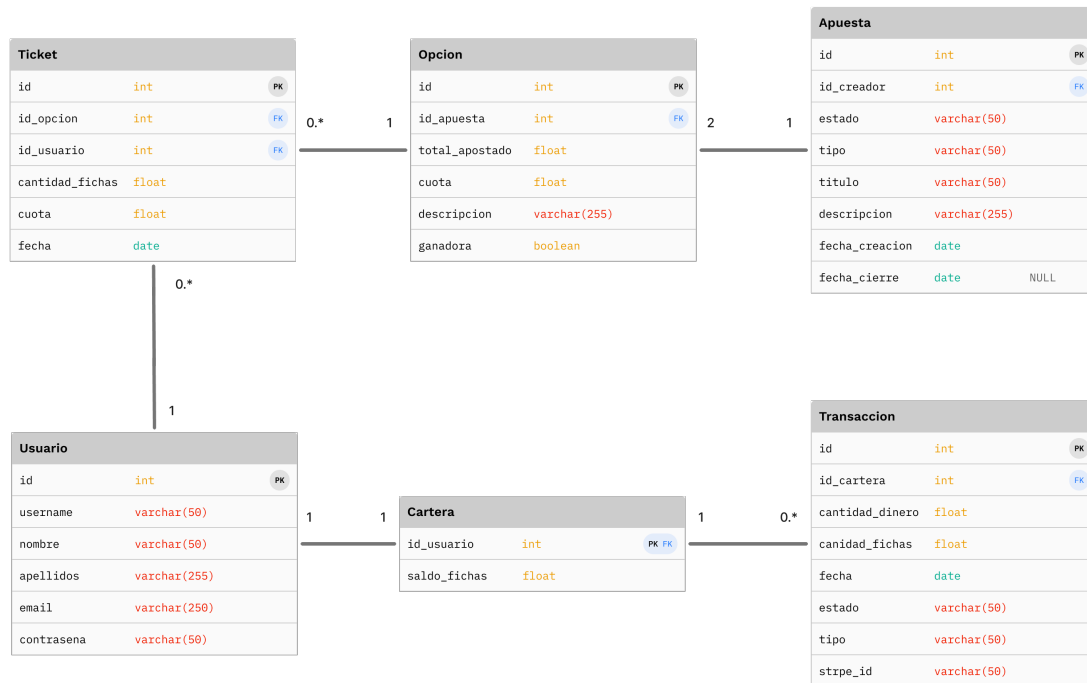 Ticket
id int PK
id_opcion int FK
id_usuario int FK
cantidad_fichas float
cuota float
fecha date
0.* 1
Opcion
id int PK
id_apuesta int FK
total_apostado float
cuota float
descripcion varchar(255)
ganadora boolean
2 1
Apuesta
id int PK
id_creador int FK
estado varchar(50)
tipo varchar(50)
titulo varchar(50)
descripcion varchar(255)
fecha_creacion date
fecha_cierre date NULL
0.*
1
Usuario
id int PK
username varchar(50)
nombre varchar(50)
apellidos varchar(255)
email varchar(250)
contrasena varchar(50)
1 1
Cartera
id_usuario int PK FK
saldo_fichas float
1 0.*
Transaccion
id int PK
id_cartera int FK
cantidad_dinero float
canidad_fichas float
fecha date
estado varchar(50)
tipo varchar(50)
strpe_id varchar(50)